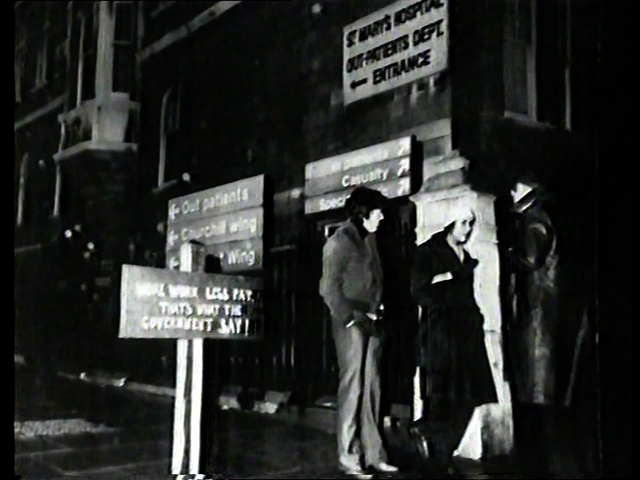 ST MARY'S HOSPITAL
OUT-PATIENTS DEPT.
← ENTRANCE
patients ↗
Casualty ↗
↗
← Out patients
← Churchill wing
← Wing
MORE WORK LESS PAY.
THATS WHAT THE
GOVERNMENT SAY!